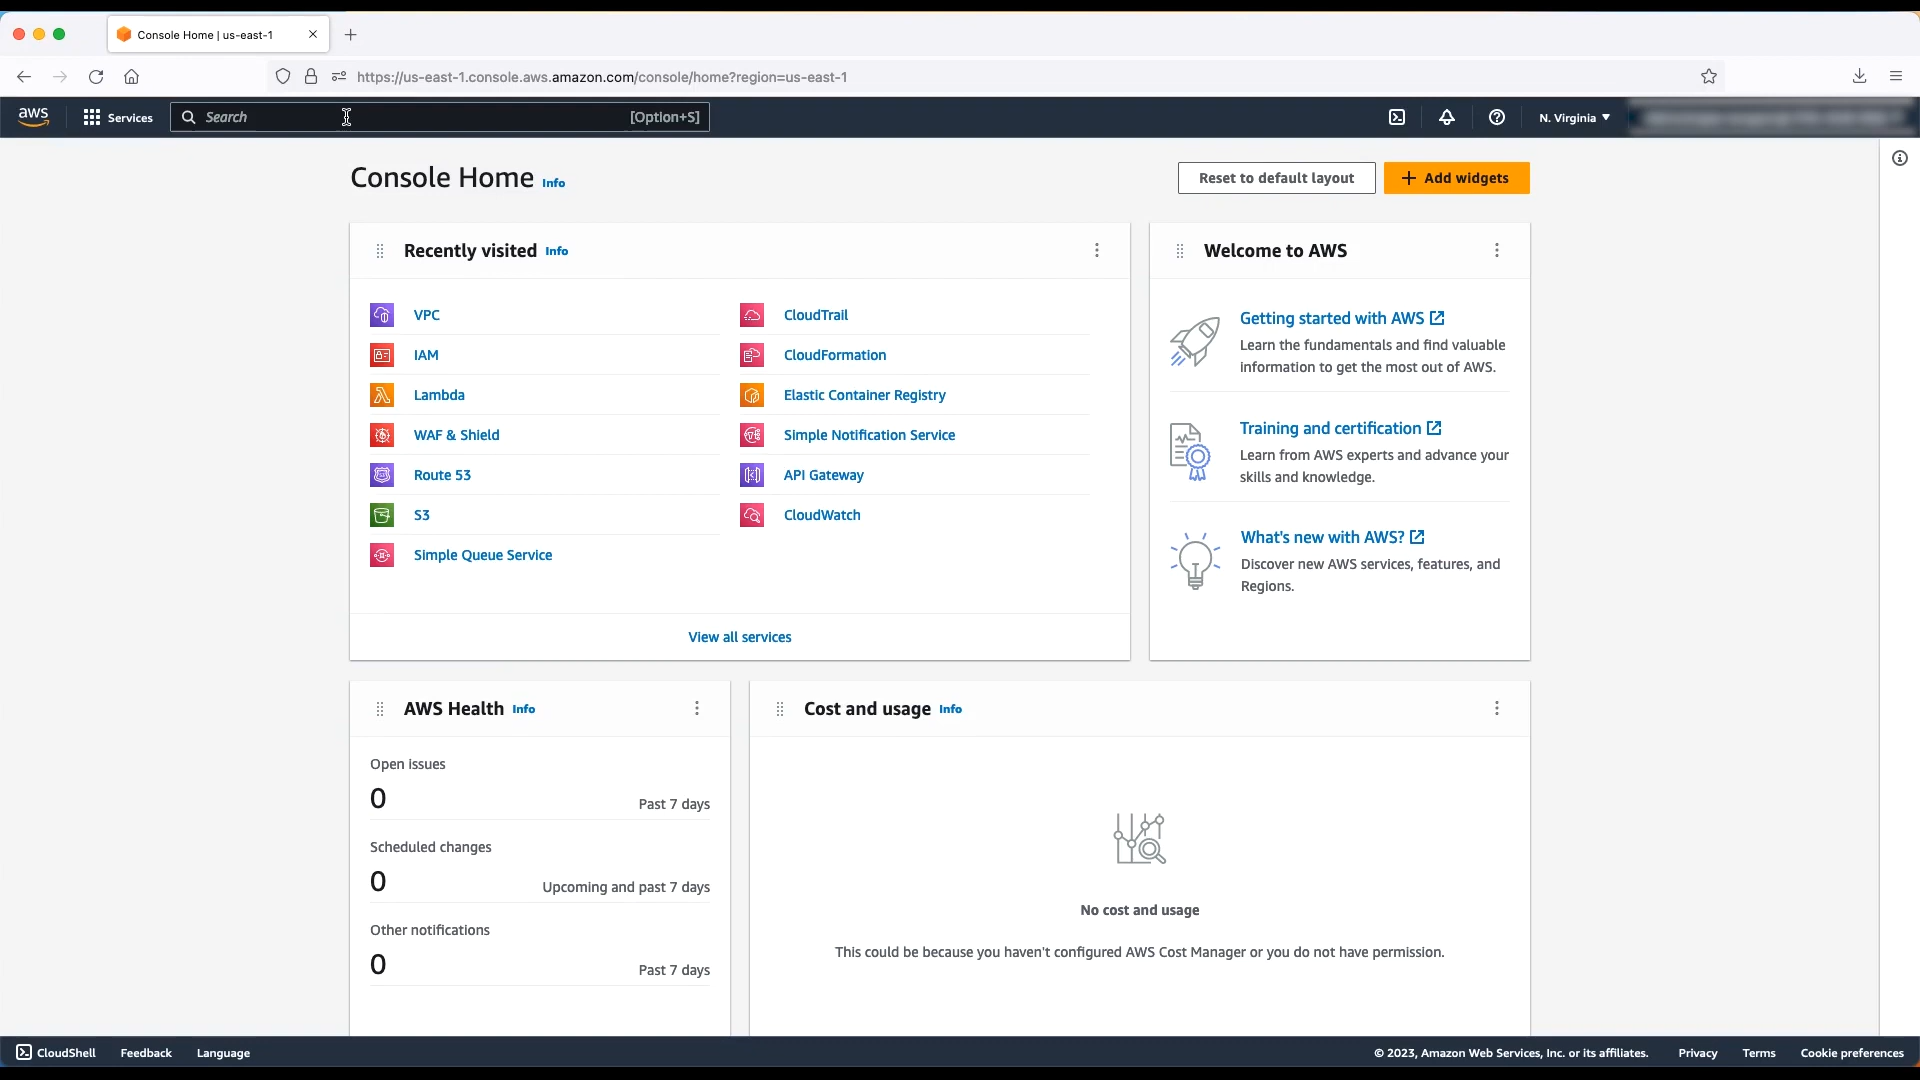 Console Home | us-east-1
https://us-east-1.console.aws.amazon.com/console/home?region=us-east-1
aws
Services
Search
[Option+S]
N. Virginia
Console Home Info
Reset to default layout
Add widgets
Recently visited Info
VPC
IAM
Lambda
WAF & Shield
Route 53
S3
Simple Queue Service
CloudTrail
CloudFormation
Elastic Container Registry
Simple Notification Service
API Gateway
CloudWatch
View all services
Welcome to AWS
Getting started with AWS
Learn the fundamentals and find valuable
information to get the most out of AWS.
Training and certification
Learn from AWS experts and advance your
skills and knowledge.
What's new with AWS?
Discover new AWS services, features, and
Regions.
AWS Health Info
Open issues
0
Past 7 days
Scheduled changes
0
Upcoming and past 7 days
Other notifications
0
Past 7 days
Cost and usage Info
No cost and usage
This could be because you haven't configured AWS Cost Manager or you do not have permission.
CloudShell
Feedback
Language
© 2023, Amazon Web Services, Inc. or its affiliates.
Privacy
Terms
Cookie preferences